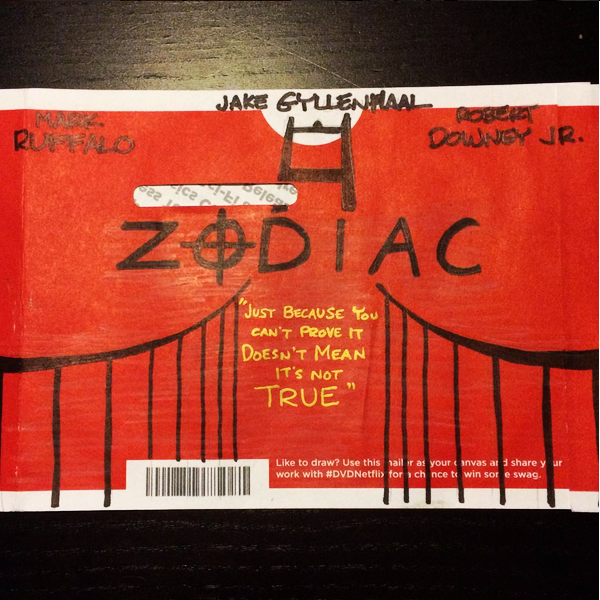 JAKE GYLLENHAAL
MARK
RUFFALO
ROBERT
DOWNEY JR.
ZODIAC
"JUST BECAUSE YOU
CAN'T PROVE IT
DOESN'T MEAN
IT'S NOT
TRUE"
Like to draw? Use this mailer as your canvas and share your
work with #DVDNetflix for a chance to win some swag.